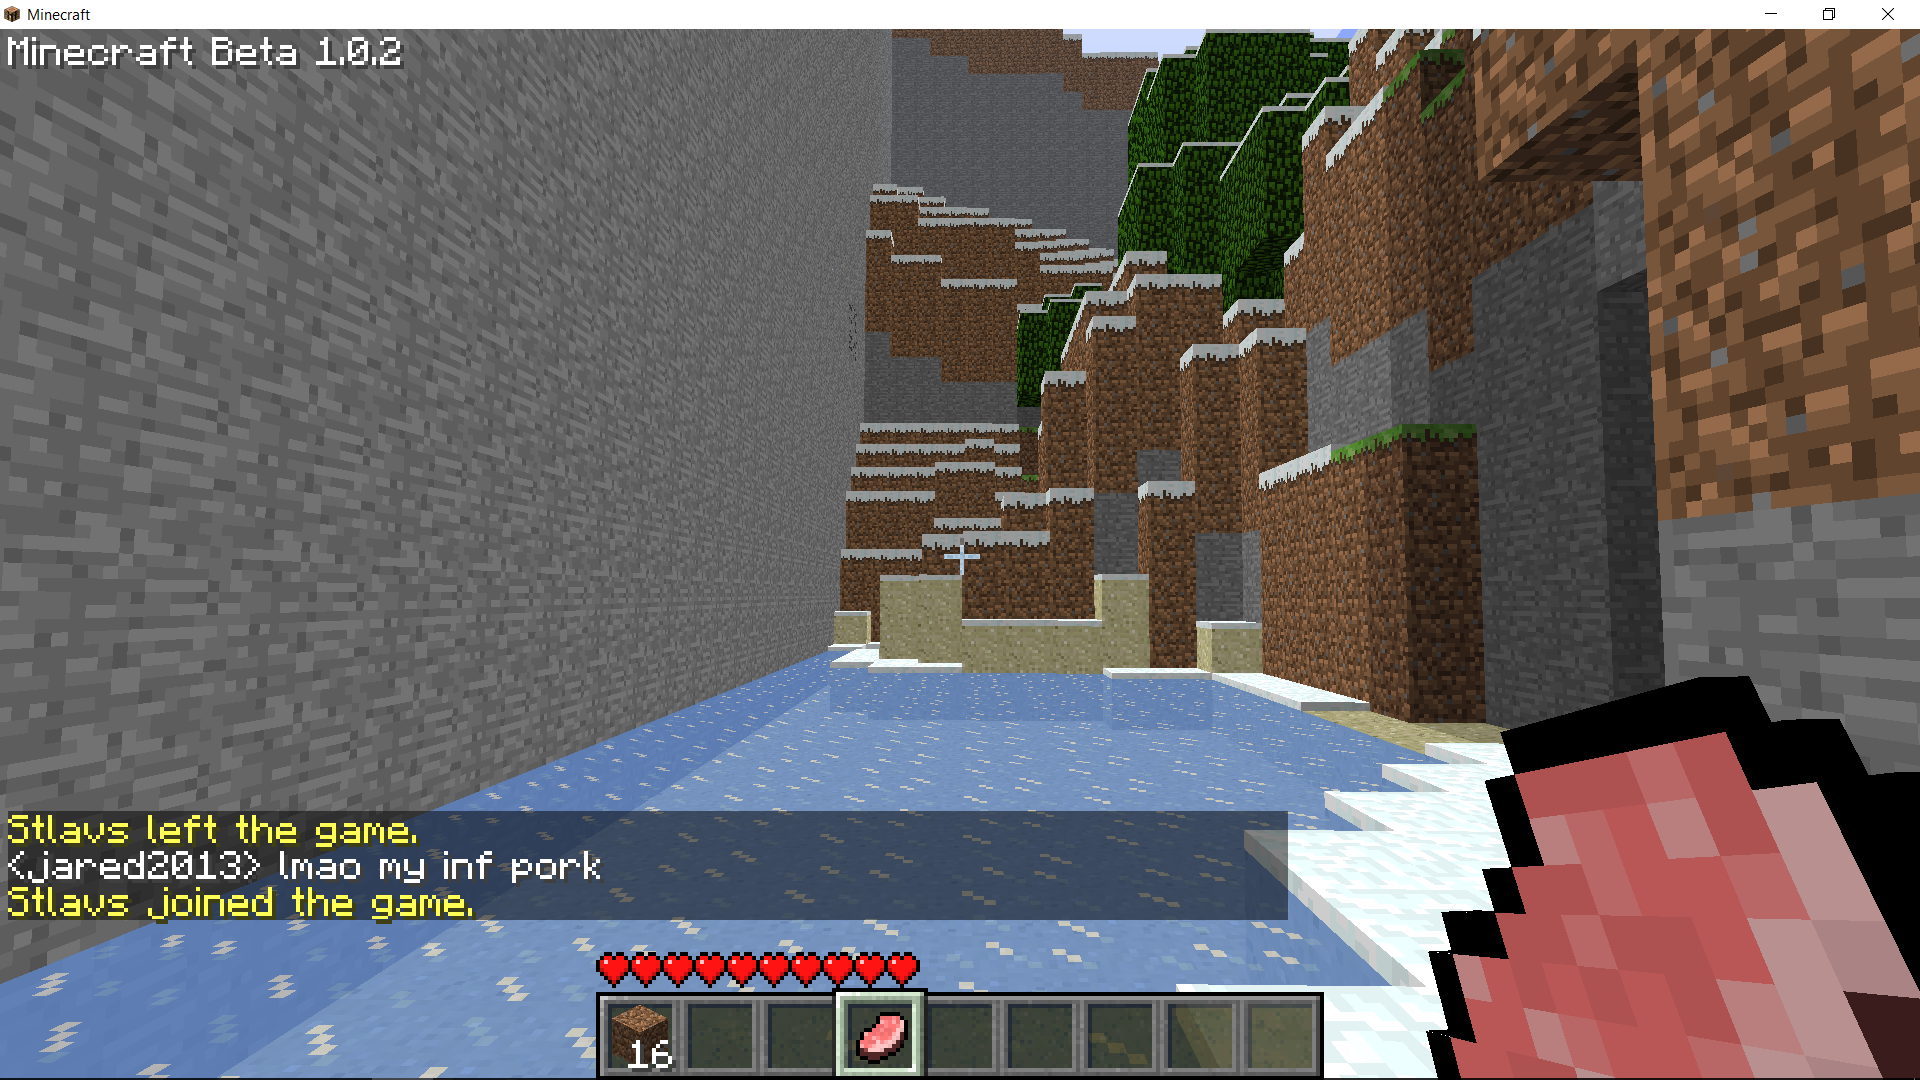 Minecraft
Minecraft Beta 1.0.2
Stlavs left the game.
<jared2013> lmao my inf pork
Stlavs joined the game.
16